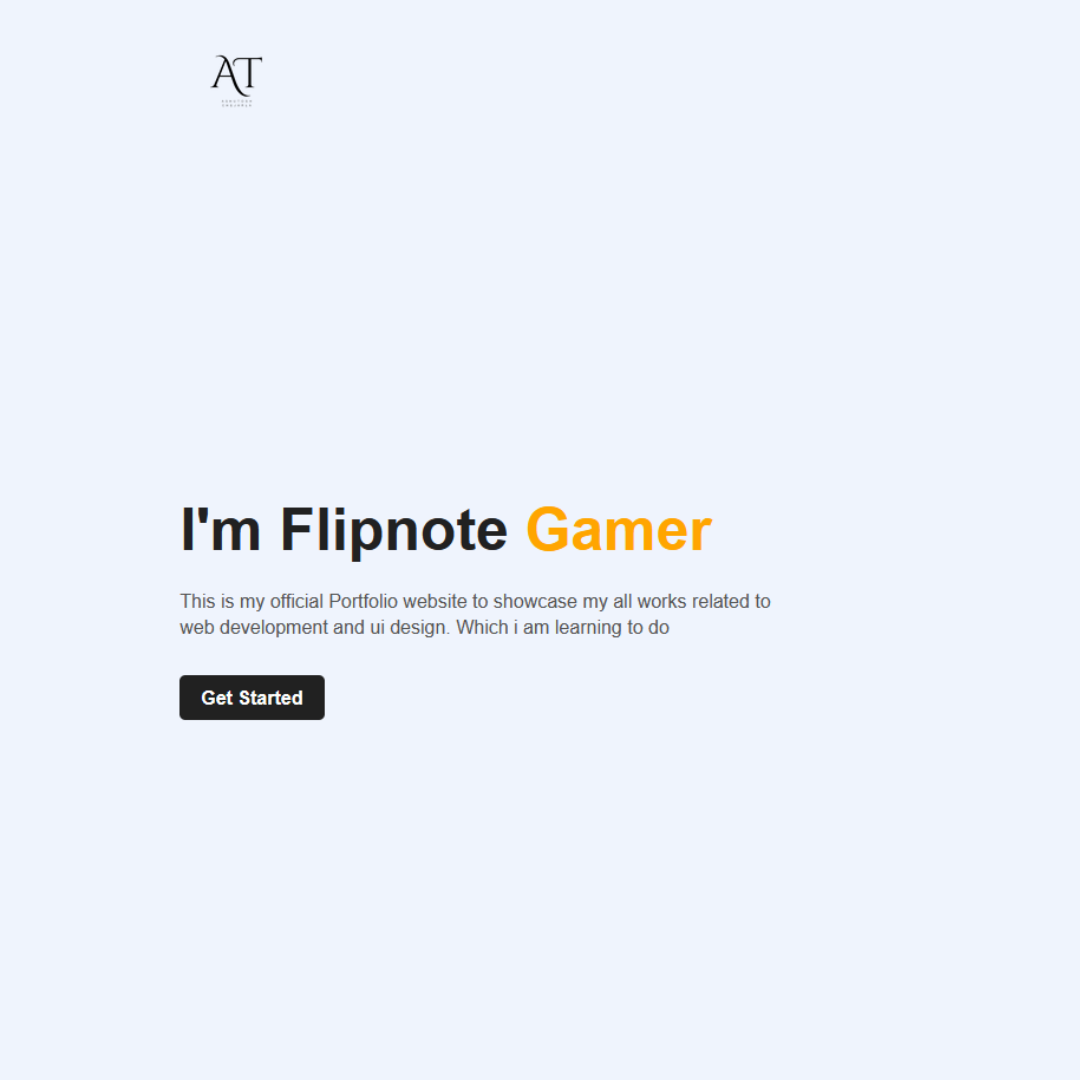 AT
I'm Flipnote Gamer
This is my official Portfolio website to showcase my all works related to
web development and ui design. Which i am learning to do
Get Started